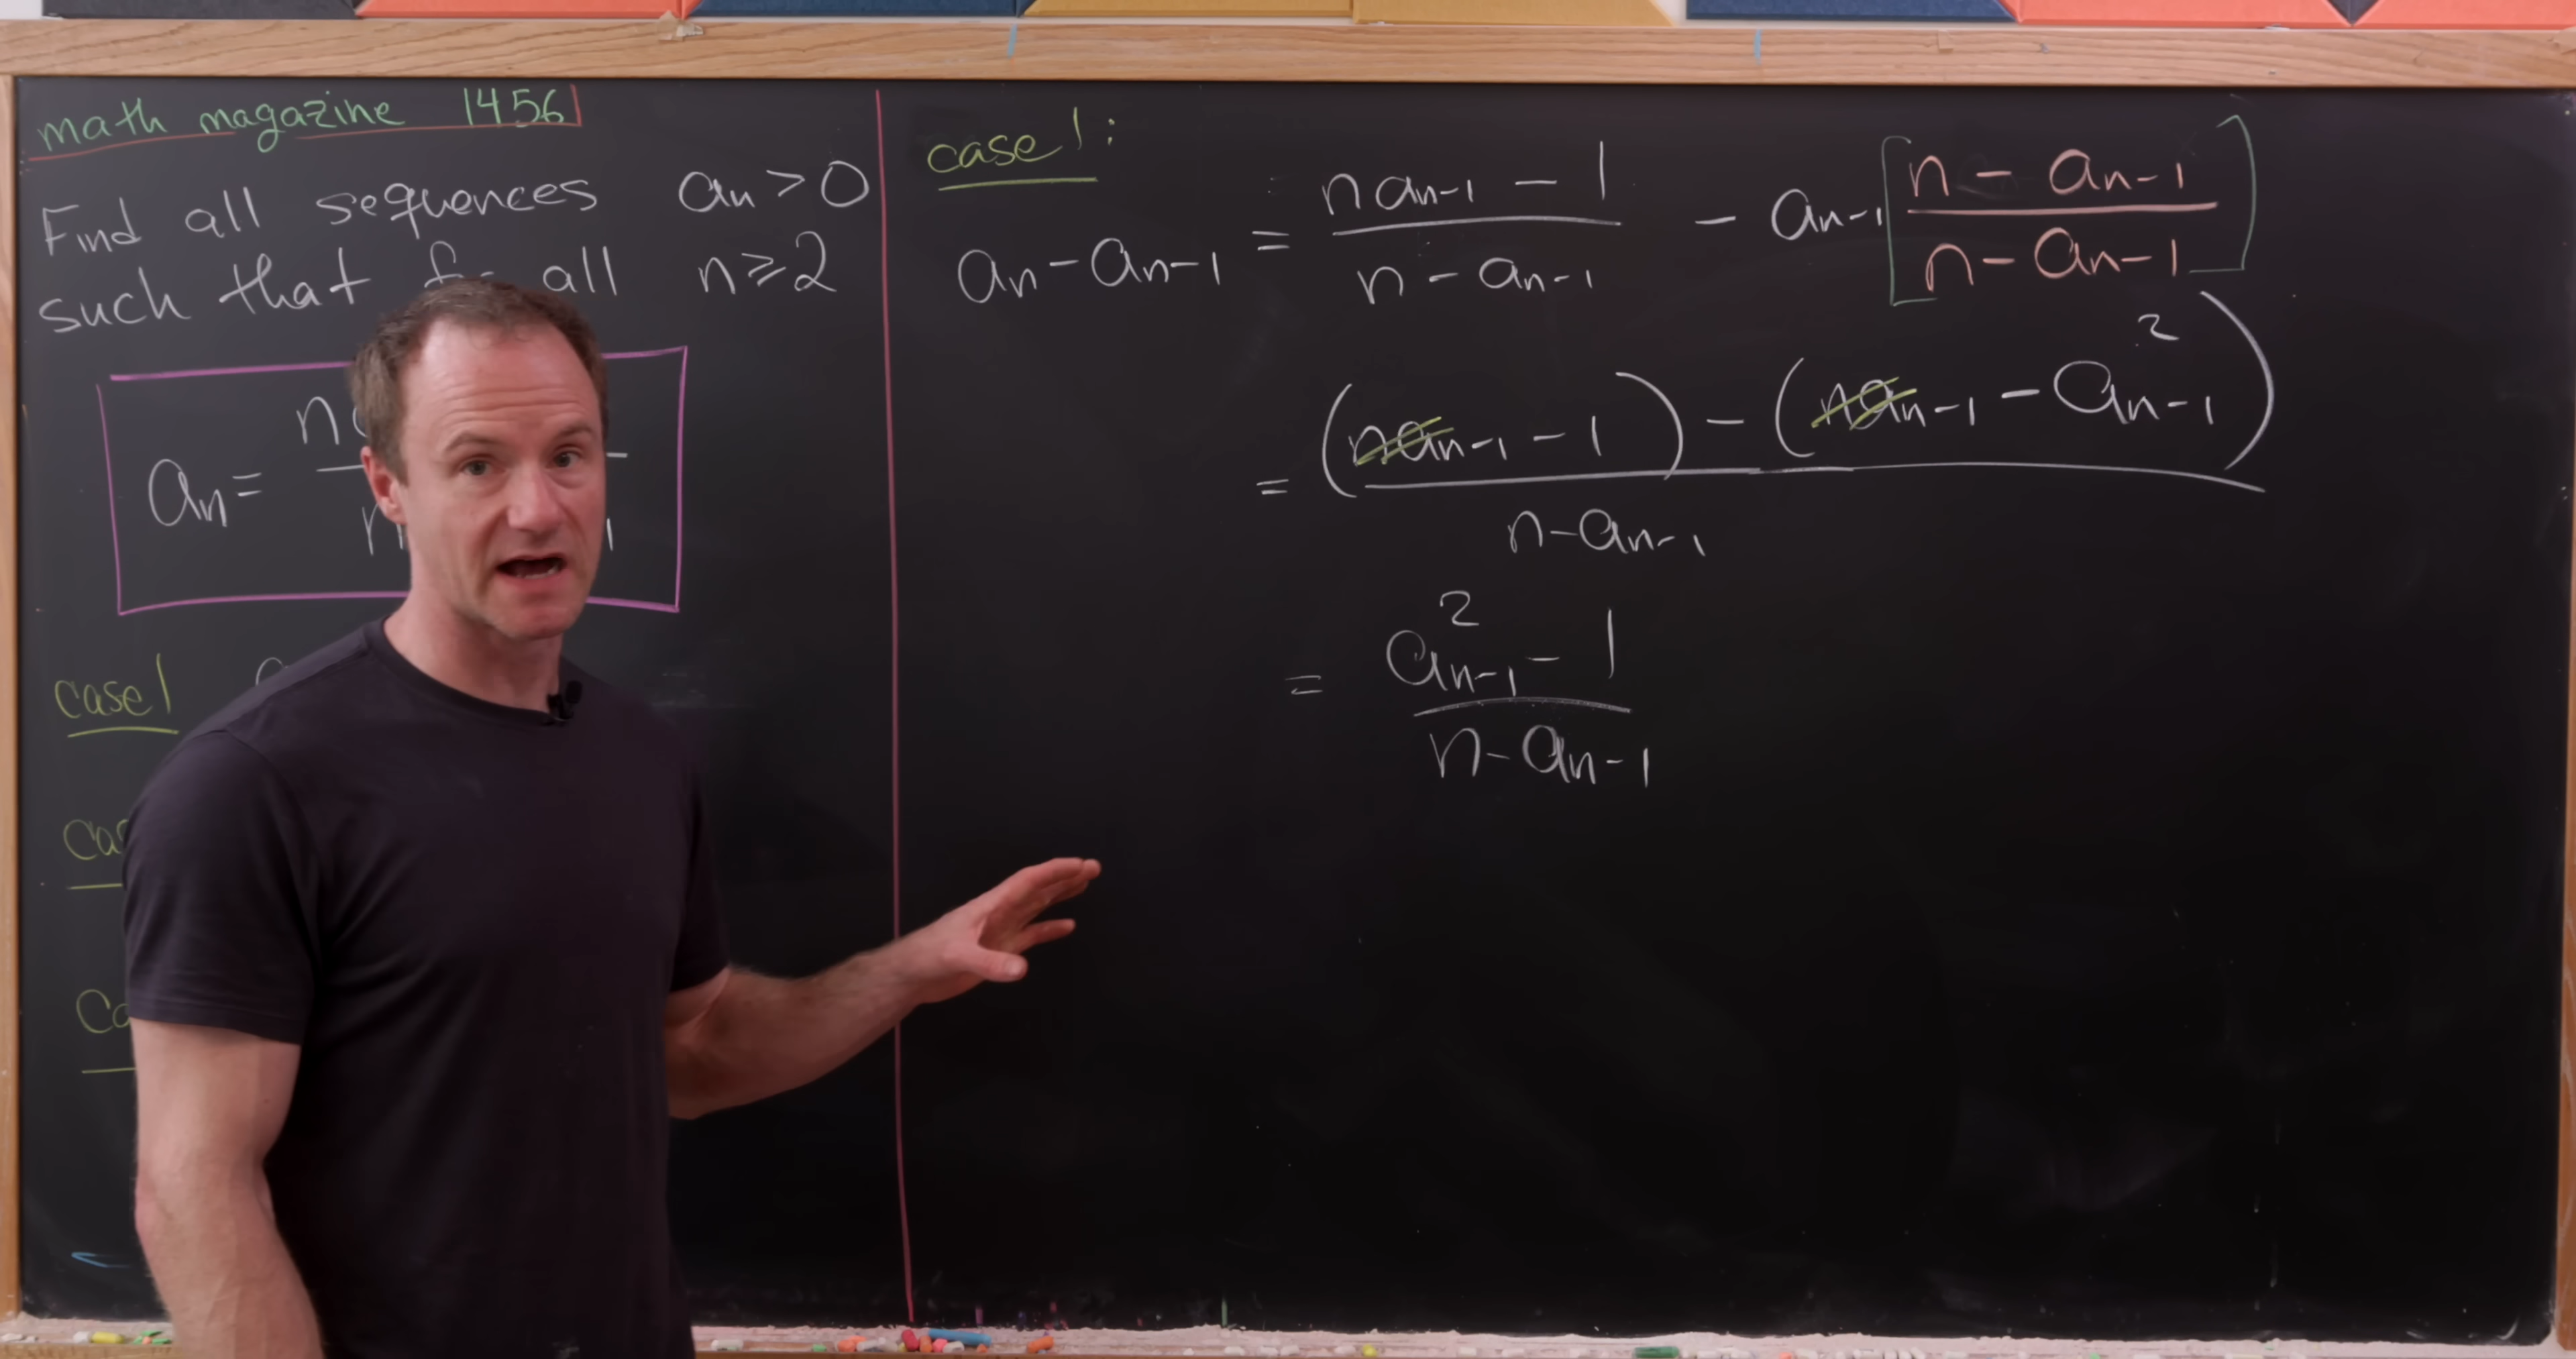 math magazine 1456
Find all sequences aₙ > 0
such that for all n ≥ 2
aₙ =
case 1
case 1:
aₙ - aₙ₋₁ = (n aₙ₋₁ - 1)/(n - aₙ₋₁) - aₙ₋₁ [(n - aₙ₋₁)/(n - aₙ₋₁)]
= ((n aₙ₋₁ - 1) - (n aₙ₋₁ - aₙ₋₁²))/(n - aₙ₋₁)
= (aₙ₋₁² - 1)/(n - aₙ₋₁)